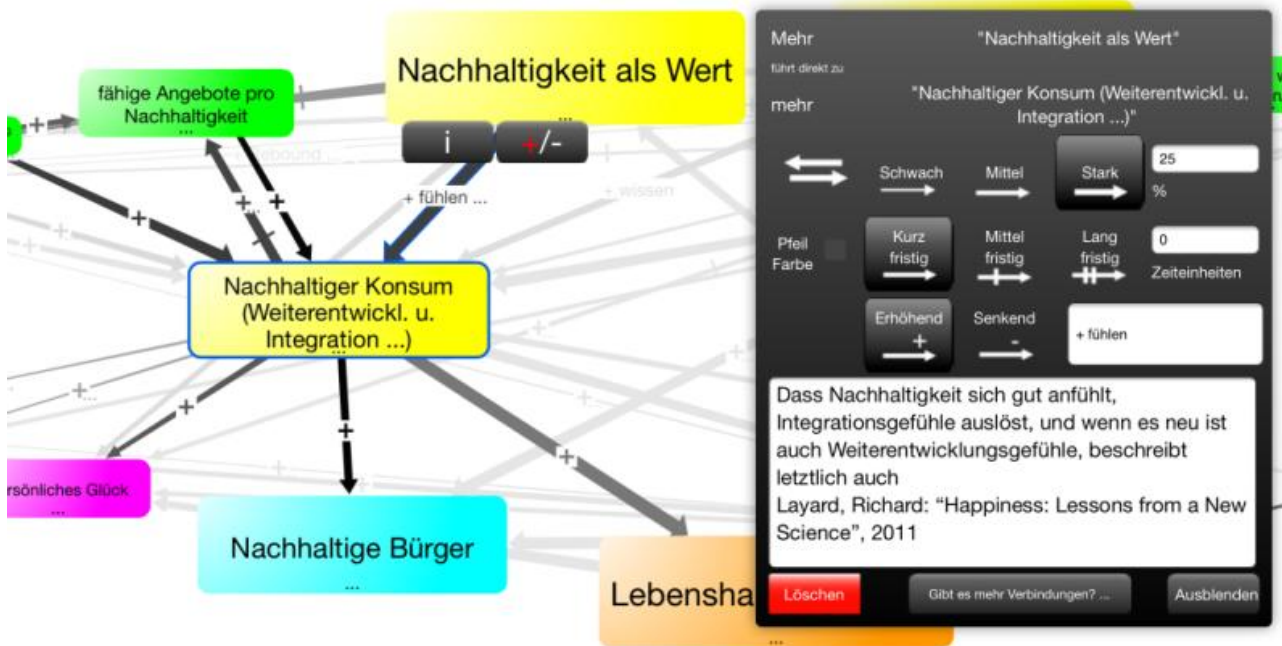 Nachhaltigkeit als Wert
...
fähige Angebote pro
Nachhaltigkeit
...
i
+/-
+ fühlen ...
+ wissen
Nachhaltiger Konsum
(Weiterentwickl. u.
Integration ...)
...
rsönliches Glück
...
Nachhaltige Bürger
...
Lebensha
...
Mehr
"Nachhaltigkeit als Wert"
führt direkt zu
mehr
"Nachhaltiger Konsum (Weiterentwickl. u.
Integration ...)"
Schwach
Mittel
Stark
25
%
Pfeil
Farbe
Kurz
fristig
Mittel
fristig
Lang
fristig
0
Zeiteinheiten
Erhöhend
+
Senkend
-
+ fühlen
Dass Nachhaltigkeit sich gut anfühlt,
Integrationsgefühle auslöst, und wenn es neu ist
auch Weiterentwicklungsgefühle, beschreibt
letztlich auch
Layard, Richard: “Happiness: Lessons from a New
Science”, 2011
Löschen
Gibt es mehr Verbindungen? ...
Ausblenden